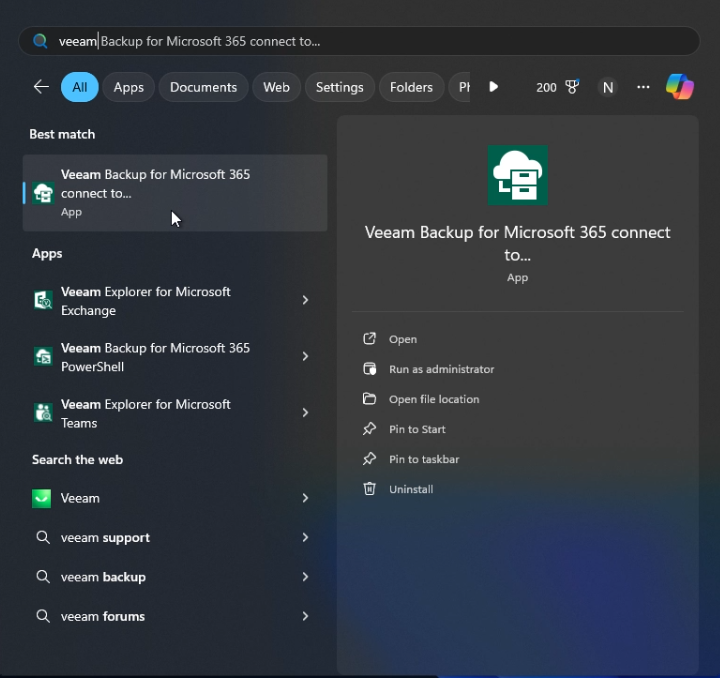 veeam Backup for Microsoft 365 connect to...
All Apps Documents Web Settings Folders Ph 200 N ...
Best match
Veeam Backup for Microsoft 365
connect to...
App
Apps
Veeam Explorer for Microsoft
Exchange
Veeam Backup for Microsoft 365
PowerShell
Veeam Explorer for Microsoft
Teams
Search the web
Veeam
veeam support
veeam backup
veeam forums
Veeam Backup for Microsoft 365 connect
to...
App
Open
Run as administrator
Open file location
Pin to Start
Pin to taskbar
Uninstall